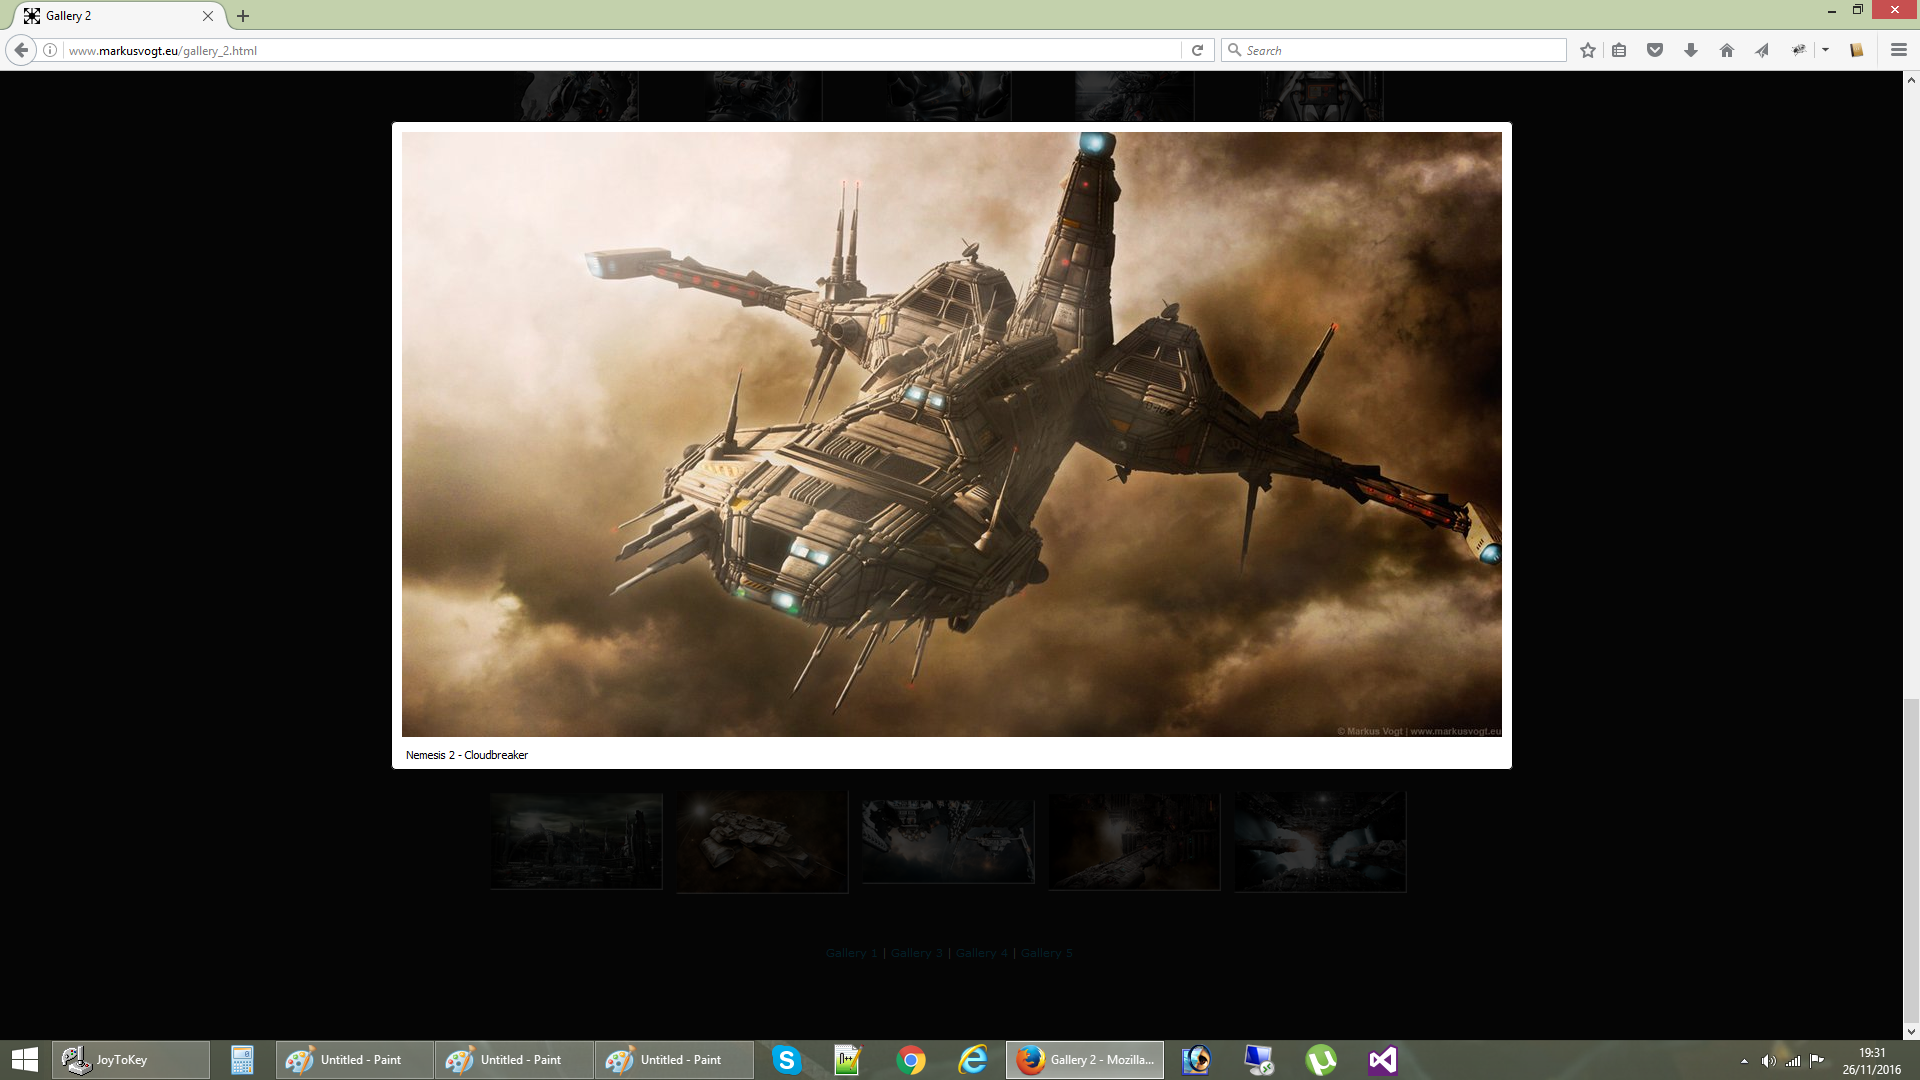 Gallery 2
www.markusvogt.eu/gallery_2.html
Search
© Markus Vogt | www.markusvogt.eu
Nemesis 2 - Cloudbreaker
Gallery 1 | Gallery 3 | Gallery 4 | Gallery 5
JoyToKey
Untitled - Paint
Untitled - Paint
Untitled - Paint
Gallery 2 - Mozilla...
19:31
26/11/2016